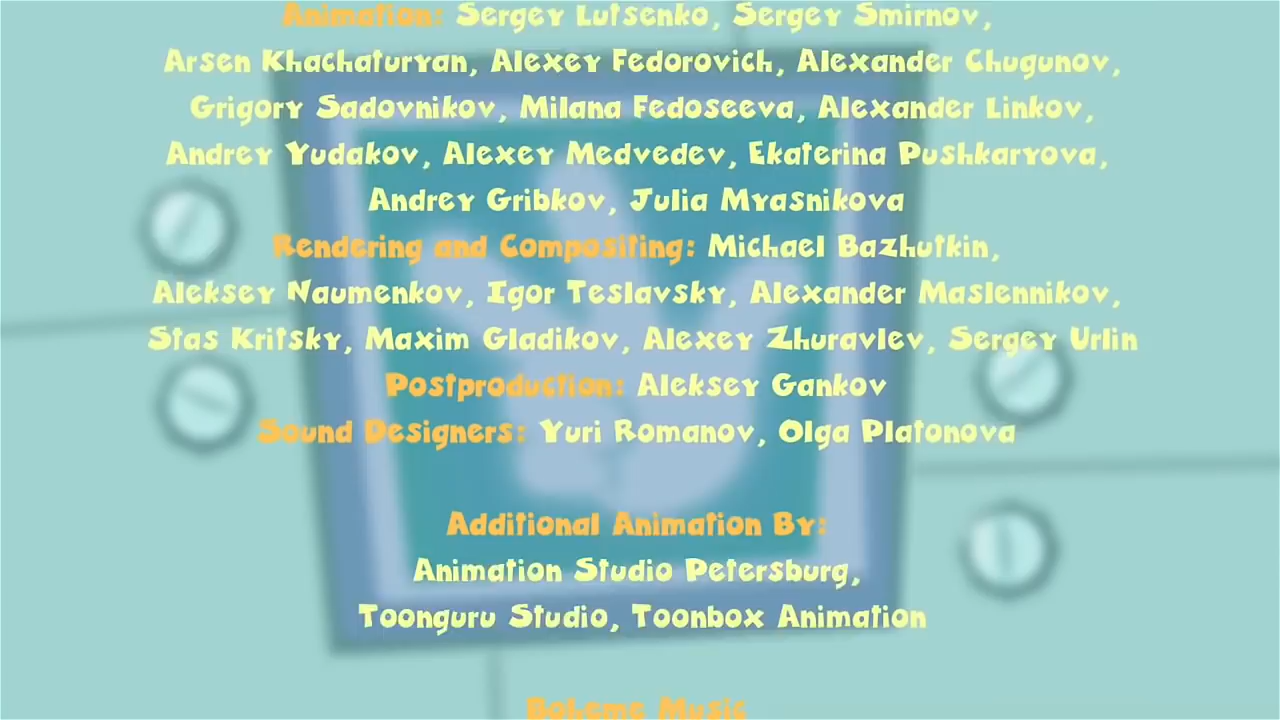 Animation: Sergey Lutsenko, Sergey Smirnov,
Arsen Khachaturyan, Alexey Fedorovich, Alexander Chugunov,
Grigory Sadovnikov, Milana Fedoseeva, Alexander Linkov,
Andrey Yudakov, Alexey Medvedev, Ekaterina Pushkaryova,
Andrey Gribkov, Julia Myasnikova
Rendering and Compositing: Michael Bazhutkin,
Aleksey Naumenkov, Igor Teslavsky, Alexander Maslennikov,
Stas Kritsky, Maxim Gladikov, Alexey Zhuravlev, Sergey Urlin
Postproduction: Aleksey Gankov
Sound Designers: Yuri Romanov, Olga Platonova
Additional Animation By:
Animation Studio Petersburg,
Toonguru Studio, Toonbox Animation
Boheme Music